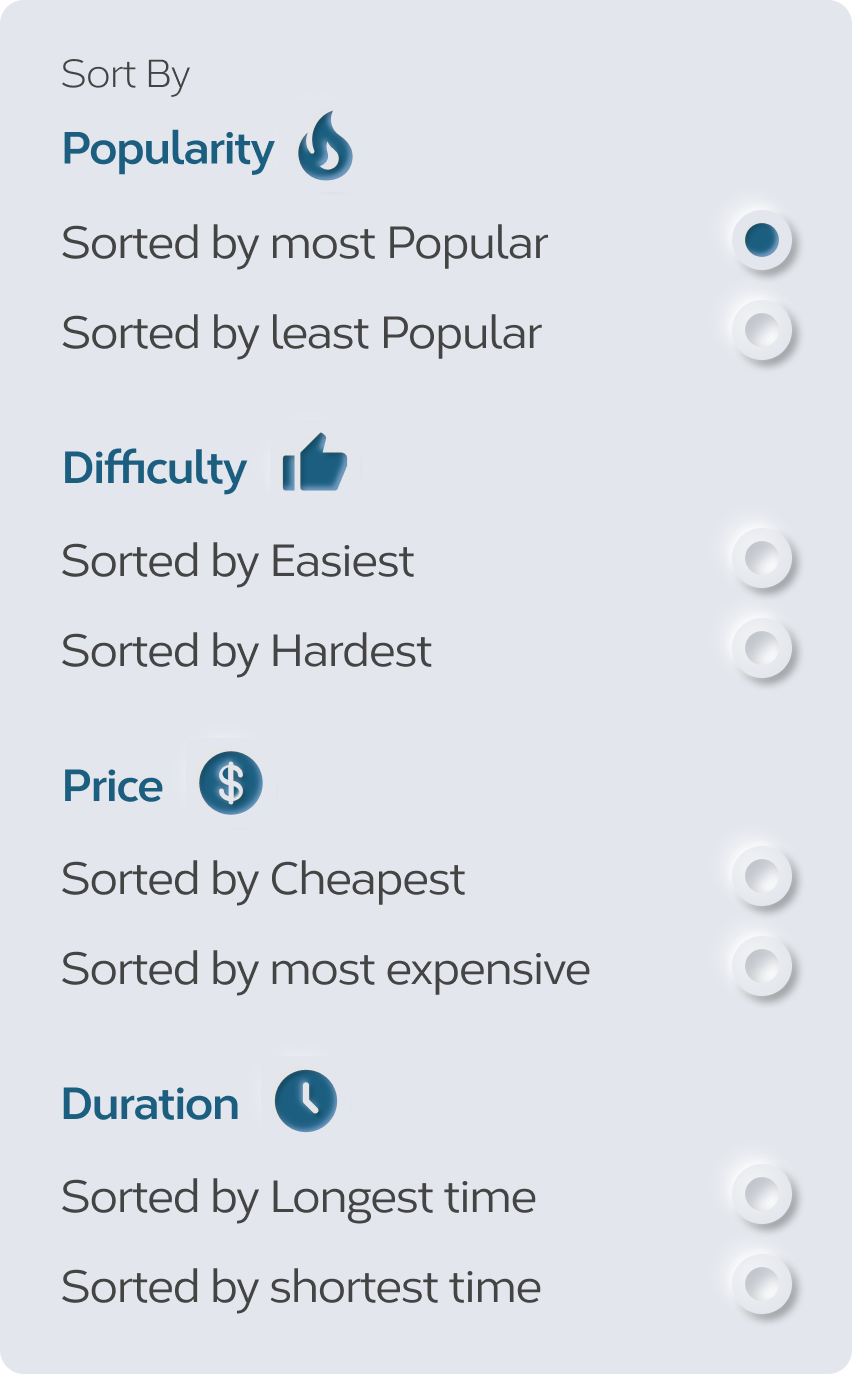 Sort By
Popularity
Sorted by most Popular
Sorted by least Popular
Difficulty
Sorted by Easiest
Sorted by Hardest
Price
$
Sorted by Cheapest
Sorted by most expensive
Duration
Sorted by Longest time
Sorted by shortest time